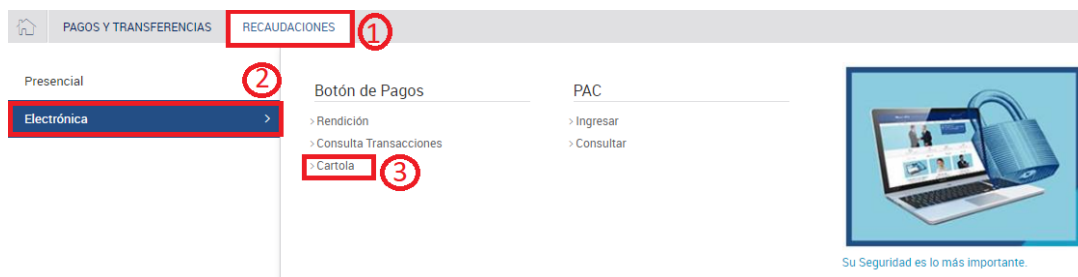 PAGOS Y TRANSFERENCIAS RECAUDACIONES 1
Presencial
2
Electrónica >
Botón de Pagos
> Rendición
> Consulta Transacciones
> Cartola 3
PAC
> Ingresar
> Consultar
Su Seguridad es lo más importante.